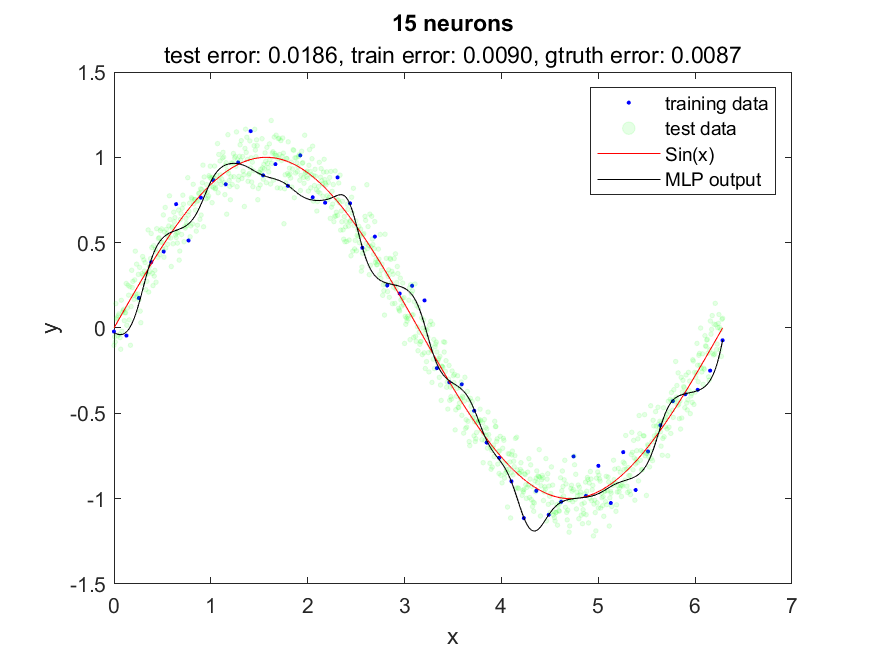 15 neurons
test error: 0.0186, train error: 0.0090, gtruth error: 0.0087
training data
test data
Sin(x)
MLP output
1.5
1
0.5
0
-0.5
-1
-1.5
y
0 1 2 3 4 5 6 7
x